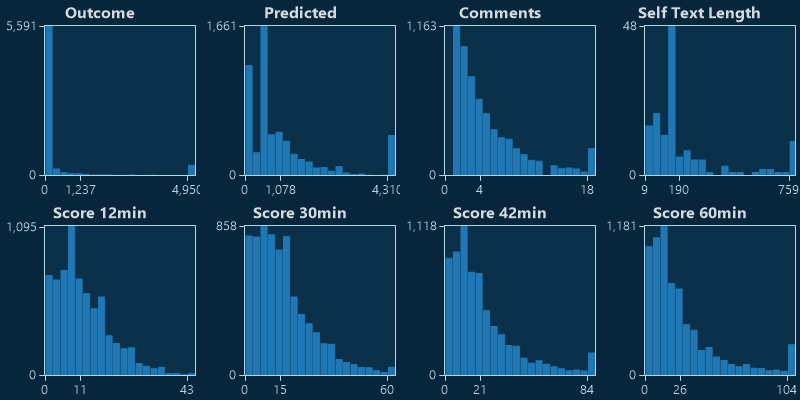 Outcome
5,591
0
0 1,237 4,950
Predicted
1,661
0
0 1,078 4,310
Comments
1,163
0
0 4 18
Self Text Length
48
0
9 190 759
Score 12min
1,095
0
0 11 43
Score 30min
858
0
0 15 60
Score 42min
1,118
0
0 21 84
Score 60min
1,181
0
0 26 104